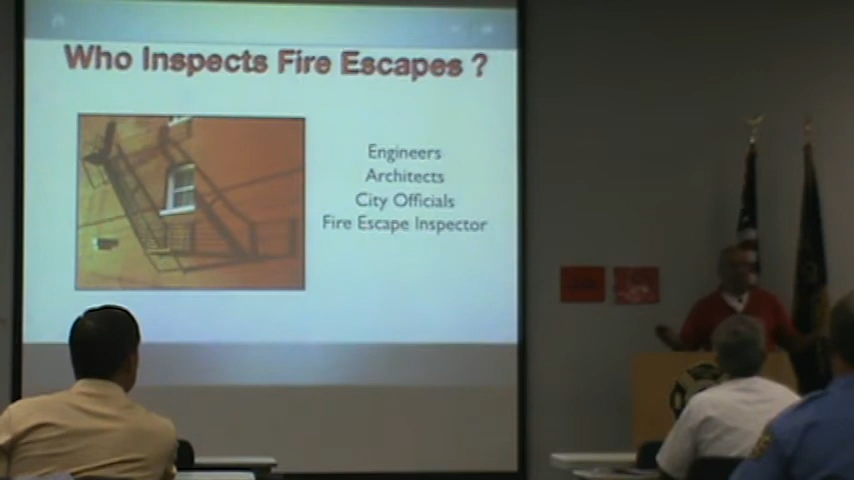 Who Inspects Fire Escapes ?
Engineers
Architects
City Officials
Fire Escape Inspector